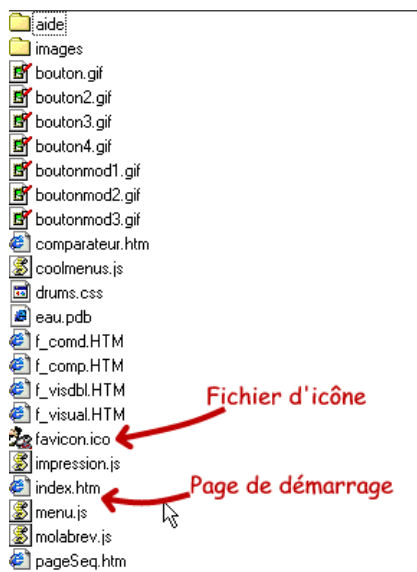 aide
images
bouton.gif
bouton2.gif
bouton3.gif
bouton4.gif
boutonmod1.gif
boutonmod2.gif
boutonmod3.gif
comparateur.htm
coolmenus.js
drums.css
eau.pdb
f_comd.HTM
f_comp.HTM
f_visdbl.HTM
f_visual.HTM
Fichier d'icône
favicon.ico
impression.js
index.htm
Page de démarrage
menu.js
molabrev.js
pageSeq.htm